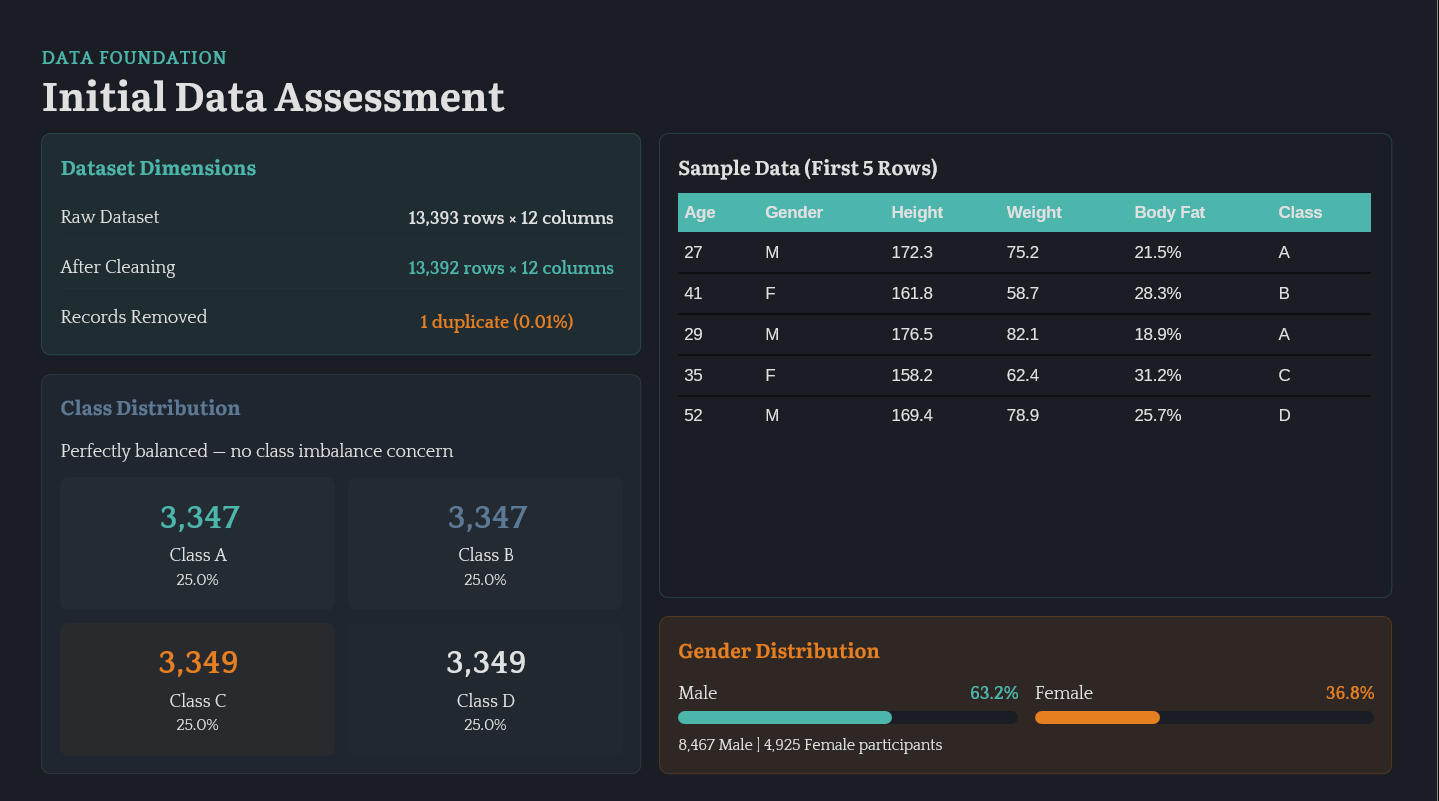 DATA FOUNDATION
Initial Data Assessment
Dataset Dimensions
Raw Dataset 13,393 rows × 12 columns
After Cleaning 13,392 rows × 12 columns
Records Removed 1 duplicate (0.01%)
Class Distribution
Perfectly balanced — no class imbalance concern
3,347 3,347
Class A Class B
25.0% 25.0%
3,349 3,349
Class C Class D
25.0% 25.0%
Sample Data (First 5 Rows)
Age Gender Height Weight Body Fat Class
27 M 172.3 75.2 21.5% A
41 F 161.8 58.7 28.3% B
29 M 176.5 82.1 18.9% A
35 F 158.2 62.4 31.2% C
52 M 169.4 78.9 25.7% D
Gender Distribution
Male 63.2% Female 36.8%
8,467 Male | 4,925 Female participants